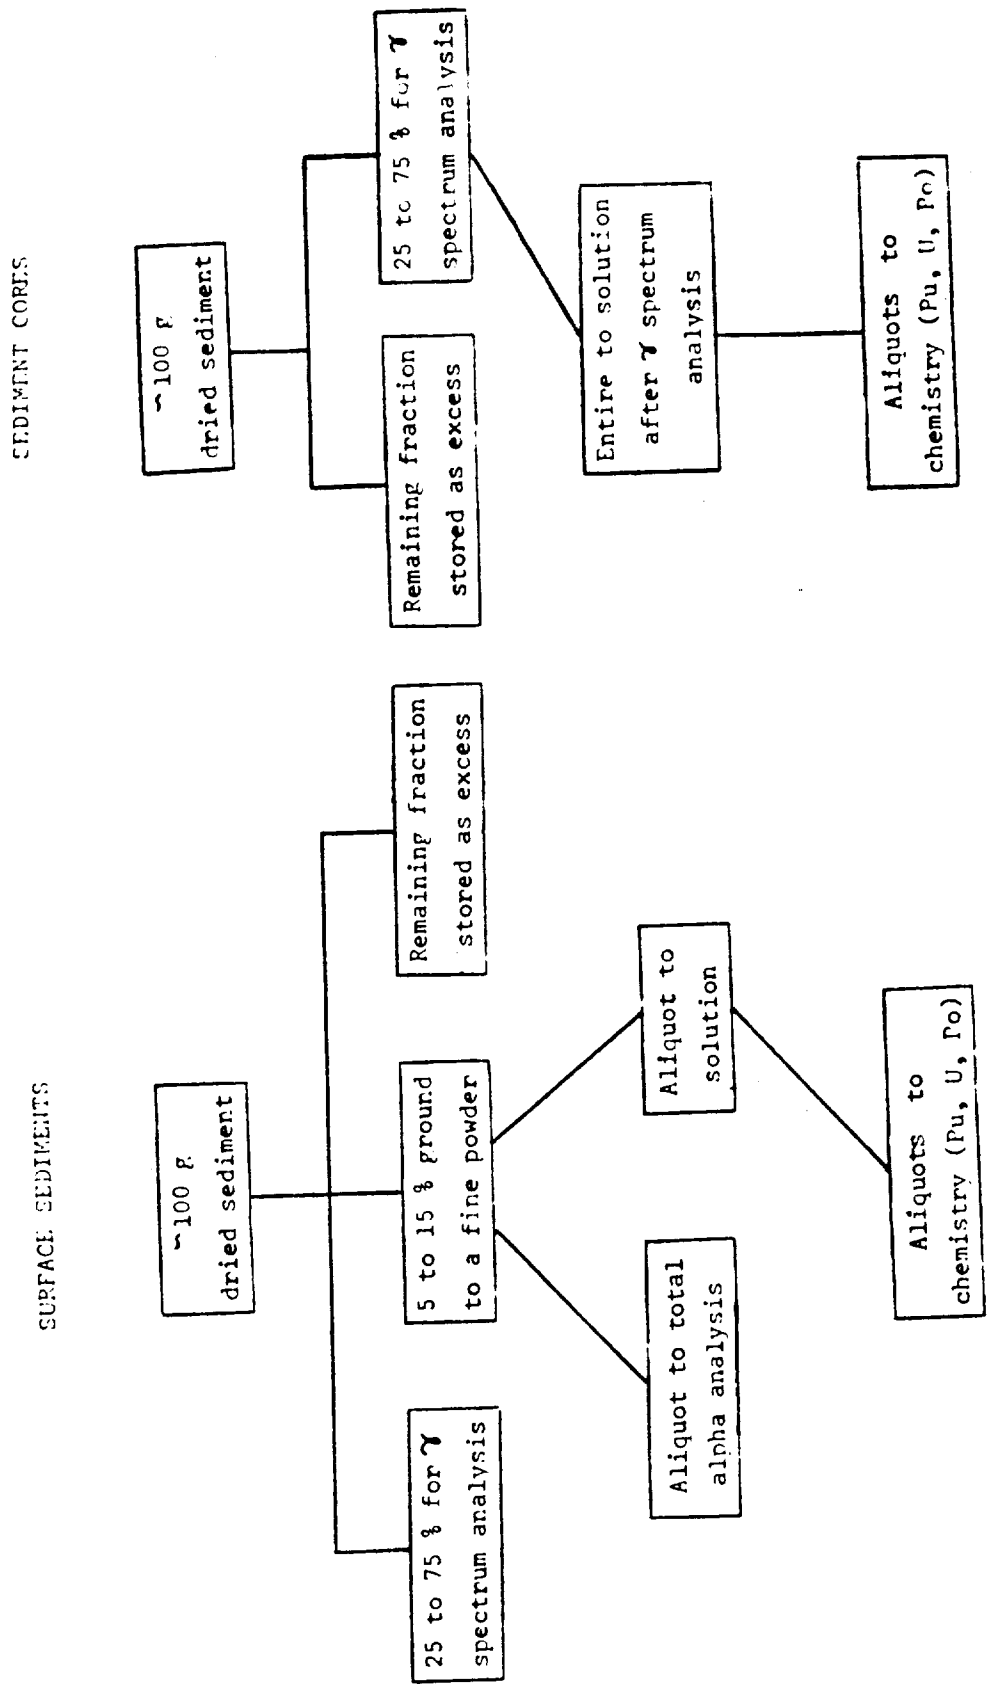 SURFACE SEDIMENTS
~100 g
dried sediment
25 to 75 % for γ
spectrum analysis
5 to 15 % ground
to a fine powder
Remaining fraction
stored as excess
Aliquot to total
alpha analysis
Aliquot to
solution
Aliquots to
chemistry (Pu, U, Po)
SEDIMENT CORES
~100 g
dried sediment
Remaining fraction
stored as excess
25 to 75 % for γ
spectrum analysis
Entire to solution
after γ spectrum
analysis
Aliquots to
chemistry (Pu, U, Po)